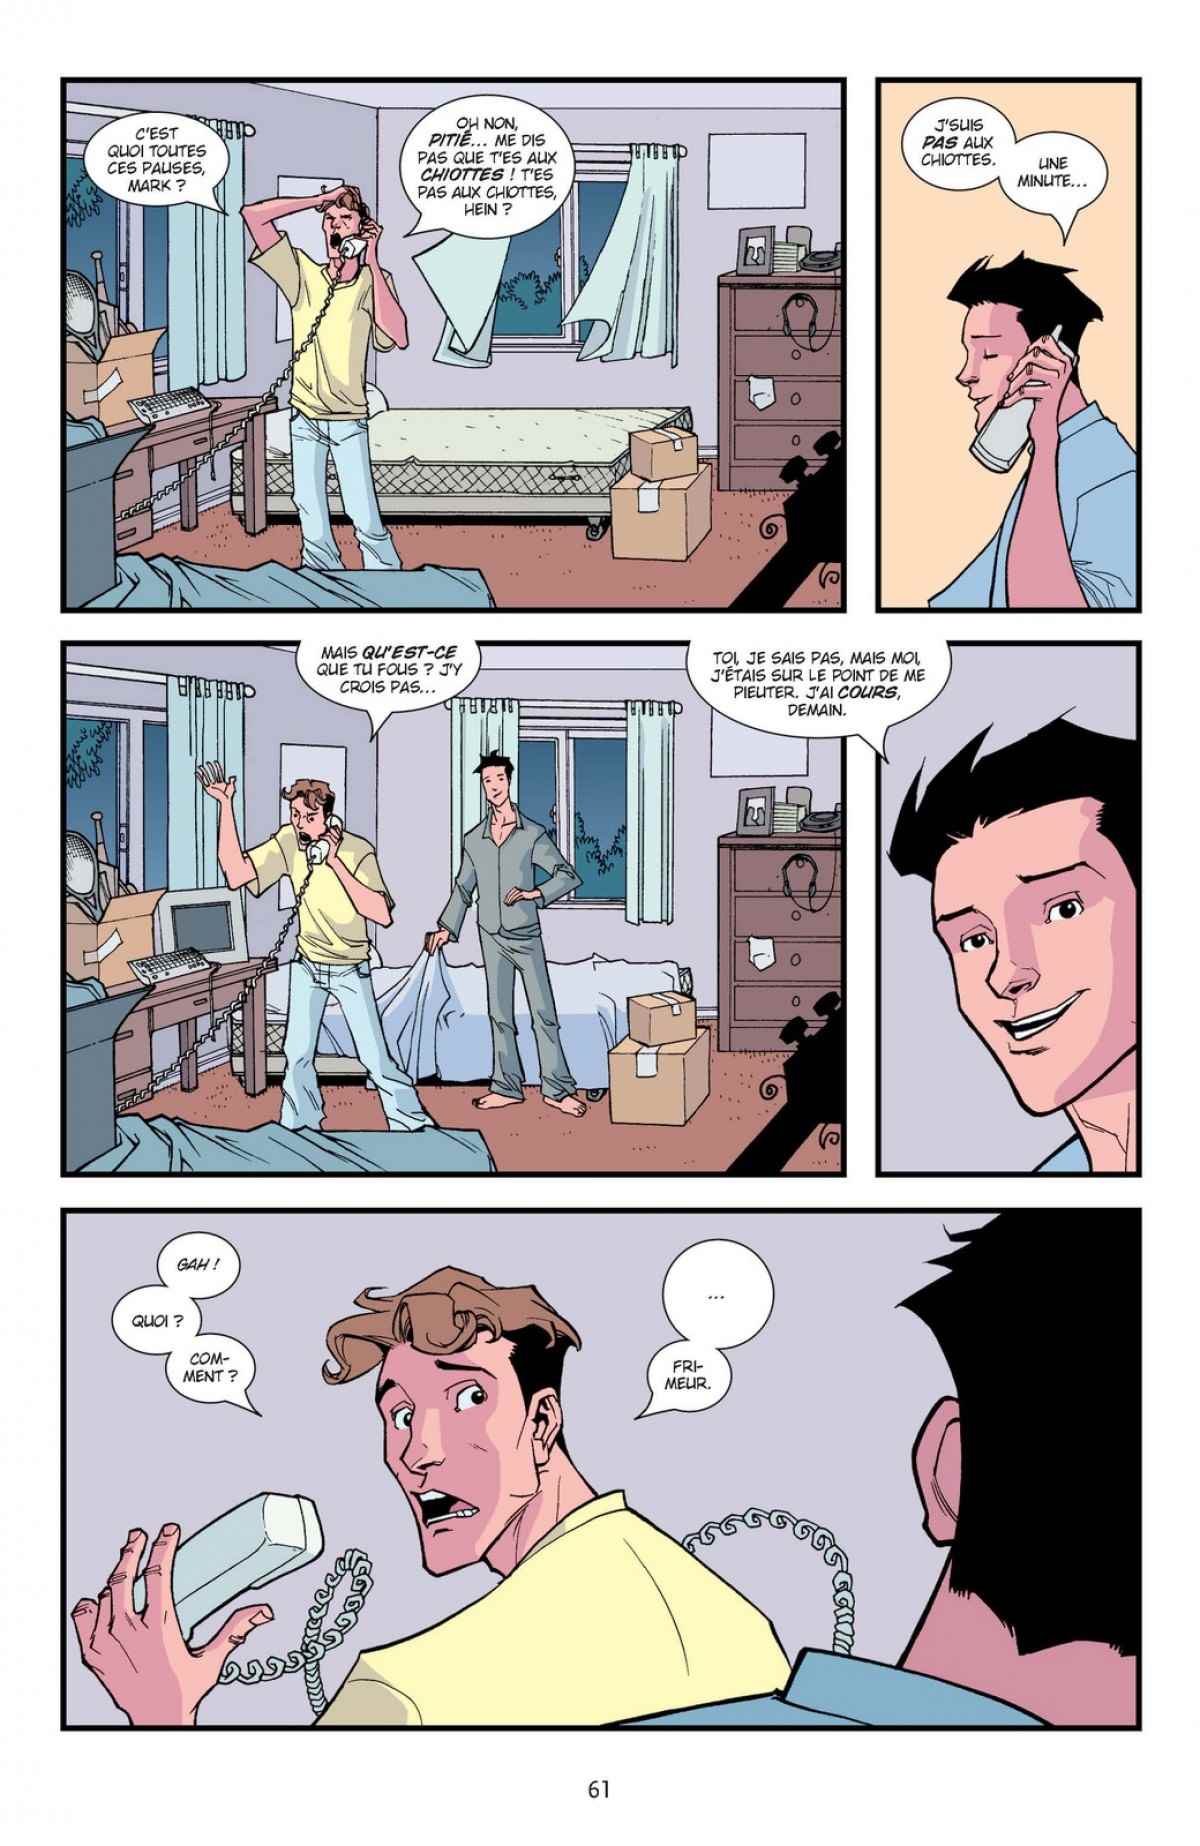 C'EST
QUOI TOUTES
CES PAUSES,
MARK ?
OH NON,
PITIÉ... ME DIS
PAS QUE T'ES AUX
CHIOTTES ! T'ES
PAS AUX CHIOTTES,
HEIN ?
J'SUIS
PAS AUX
CHIOTTES.
UNE
MINUTE...
MAIS QU'EST-CE
QUE TU FOUS ? J'Y
CROIS PAS...
TOI, JE SAIS PAS, MAIS MOI,
J'ÉTAIS SUR LE POINT DE ME
PIEUTER. J'AI COURS,
DEMAIN.
GAH !
QUOI ?
COM-
MENT ?
...
FRI-
MEUR.
61